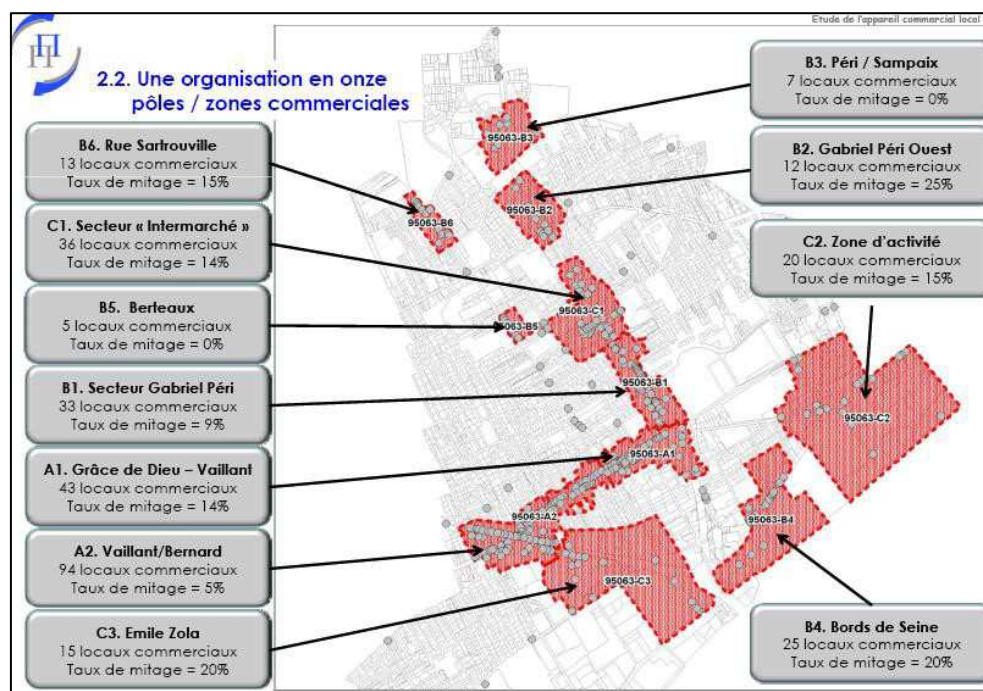 Etude de l'appareil commercial local
2.2. Une organisation en onze
pôles / zones commerciales
B6. Rue Sartrouville
13 locaux commerciaux
Taux de mitage = 15%
C1. Secteur « Intermarché »
36 locaux commerciaux
Taux de mitage = 14%
B5. Berteaux
5 locaux commerciaux
Taux de mitage = 0%
B1. Secteur Gabriel Péri
33 locaux commerciaux
Taux de mitage = 9%
A1. Grâce de Dieu – Vaillant
43 locaux commerciaux
Taux de mitage = 14%
A2. Vaillant/Bernard
94 locaux commerciaux
Taux de mitage = 5%
C3. Emile Zola
15 locaux commerciaux
Taux de mitage = 20%
95063-B3
95063-B2
95063-B6
95063-C1
95063-B5
95063-B1
95063-A1
95063-A2
95063-C3
95063-C2
95063-B4
B3. Péri / Sampaix
7 locaux commerciaux
Taux de mitage = 0%
B2. Gabriel Péri Ouest
12 locaux commerciaux
Taux de mitage = 25%
C2. Zone d'activité
20 locaux commerciaux
Taux de mitage = 15%
B4. Bords de Seine
25 locaux commerciaux
Taux de mitage = 20%